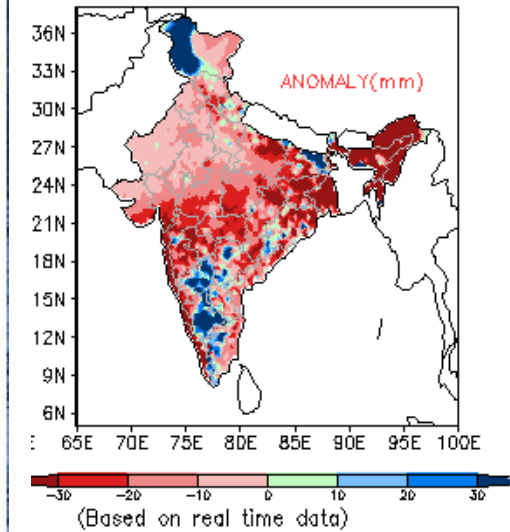 36N
ANOMALY(mm)
33N
30N
27N
24N
21N
18N
15N
12N
9N
6N
E 65E 70E 75E 80E 85E 90E 95E 100E
-30 -20 -10 0 10 20 30
(Based on real time data)